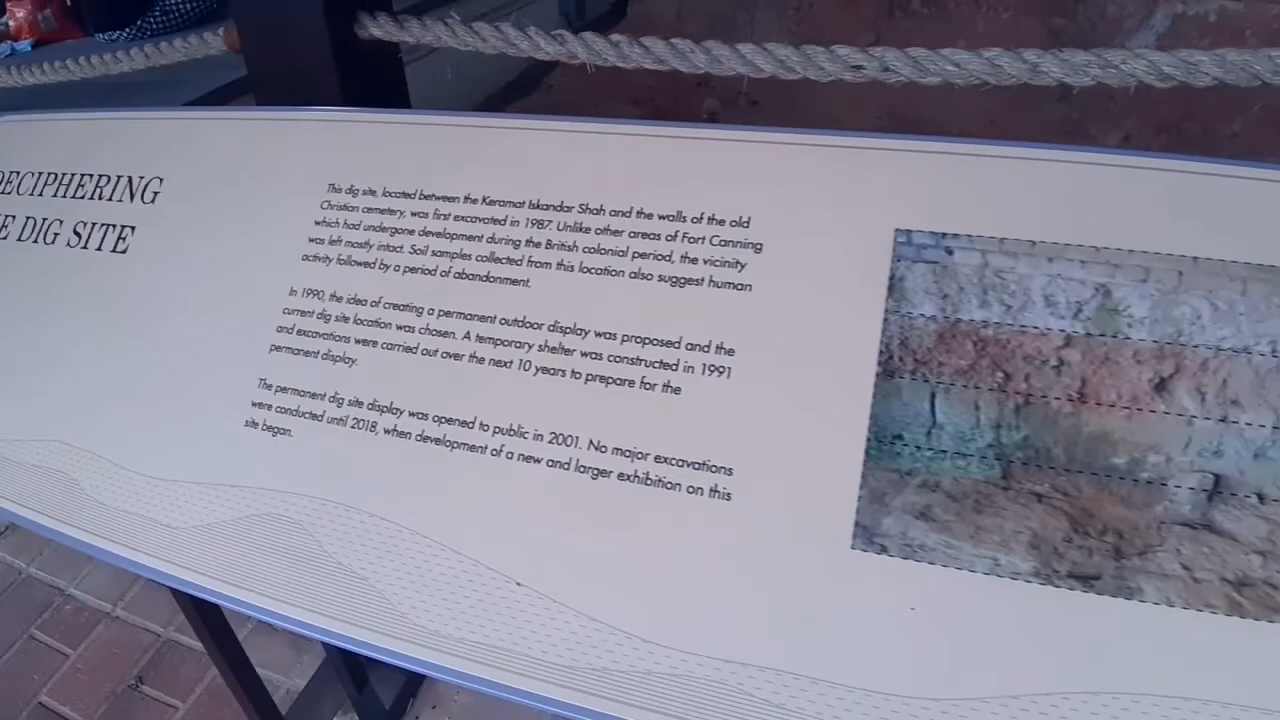 DECIPHERING
E DIG SITE
This dig site, located between the Keramat Iskandar Shah and the walls of the old
Christian cemetery, was first excavated in 1987. Unlike other areas of Fort Canning
which had undergone development during the British colonial period, the vicinity
was left mostly intact. Soil samples collected from this location also suggest human
activity followed by a period of abandonment.
In 1990, the idea of creating a permanent outdoor display was proposed and the
current dig site location was chosen. A temporary shelter was constructed in 1991
and excavations were carried out over the next 10 years to prepare for the
permanent display.
The permanent dig site display was opened to public in 2001. No major excavations
were conducted until 2018, when development of a new and larger exhibition on this
site began.